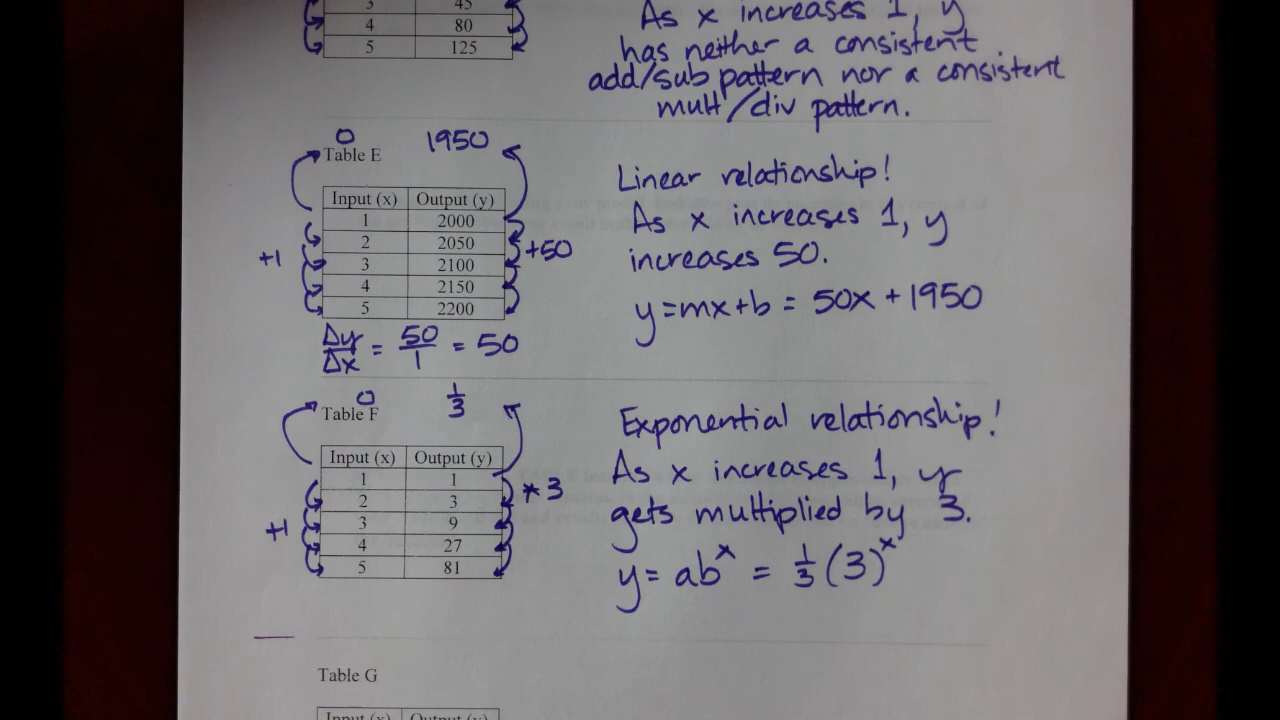 3 45
4 80
5 125
As x increases 1, y
has neither a consistent
add/sub pattern nor a consistent
mult/div pattern.
0 1950
Table E
Input (x) Output (y)
1 2000
2 2050
3 2100
4 2150
5 2200
+1
+50
Δy/Δx = 50/1 = 50
Linear relationship!
As x increases 1, y
increases 50.
y=mx+b = 50x + 1950
0 1/3
Table F
Input (x) Output (y)
1 1
2 3
3 9
4 27
5 81
+1
*3
Exponential relationship!
As x increases 1, y
gets multiplied by 3.
y= ab^x = 1/3 (3)^x
Table G
Input (x) Output (y)